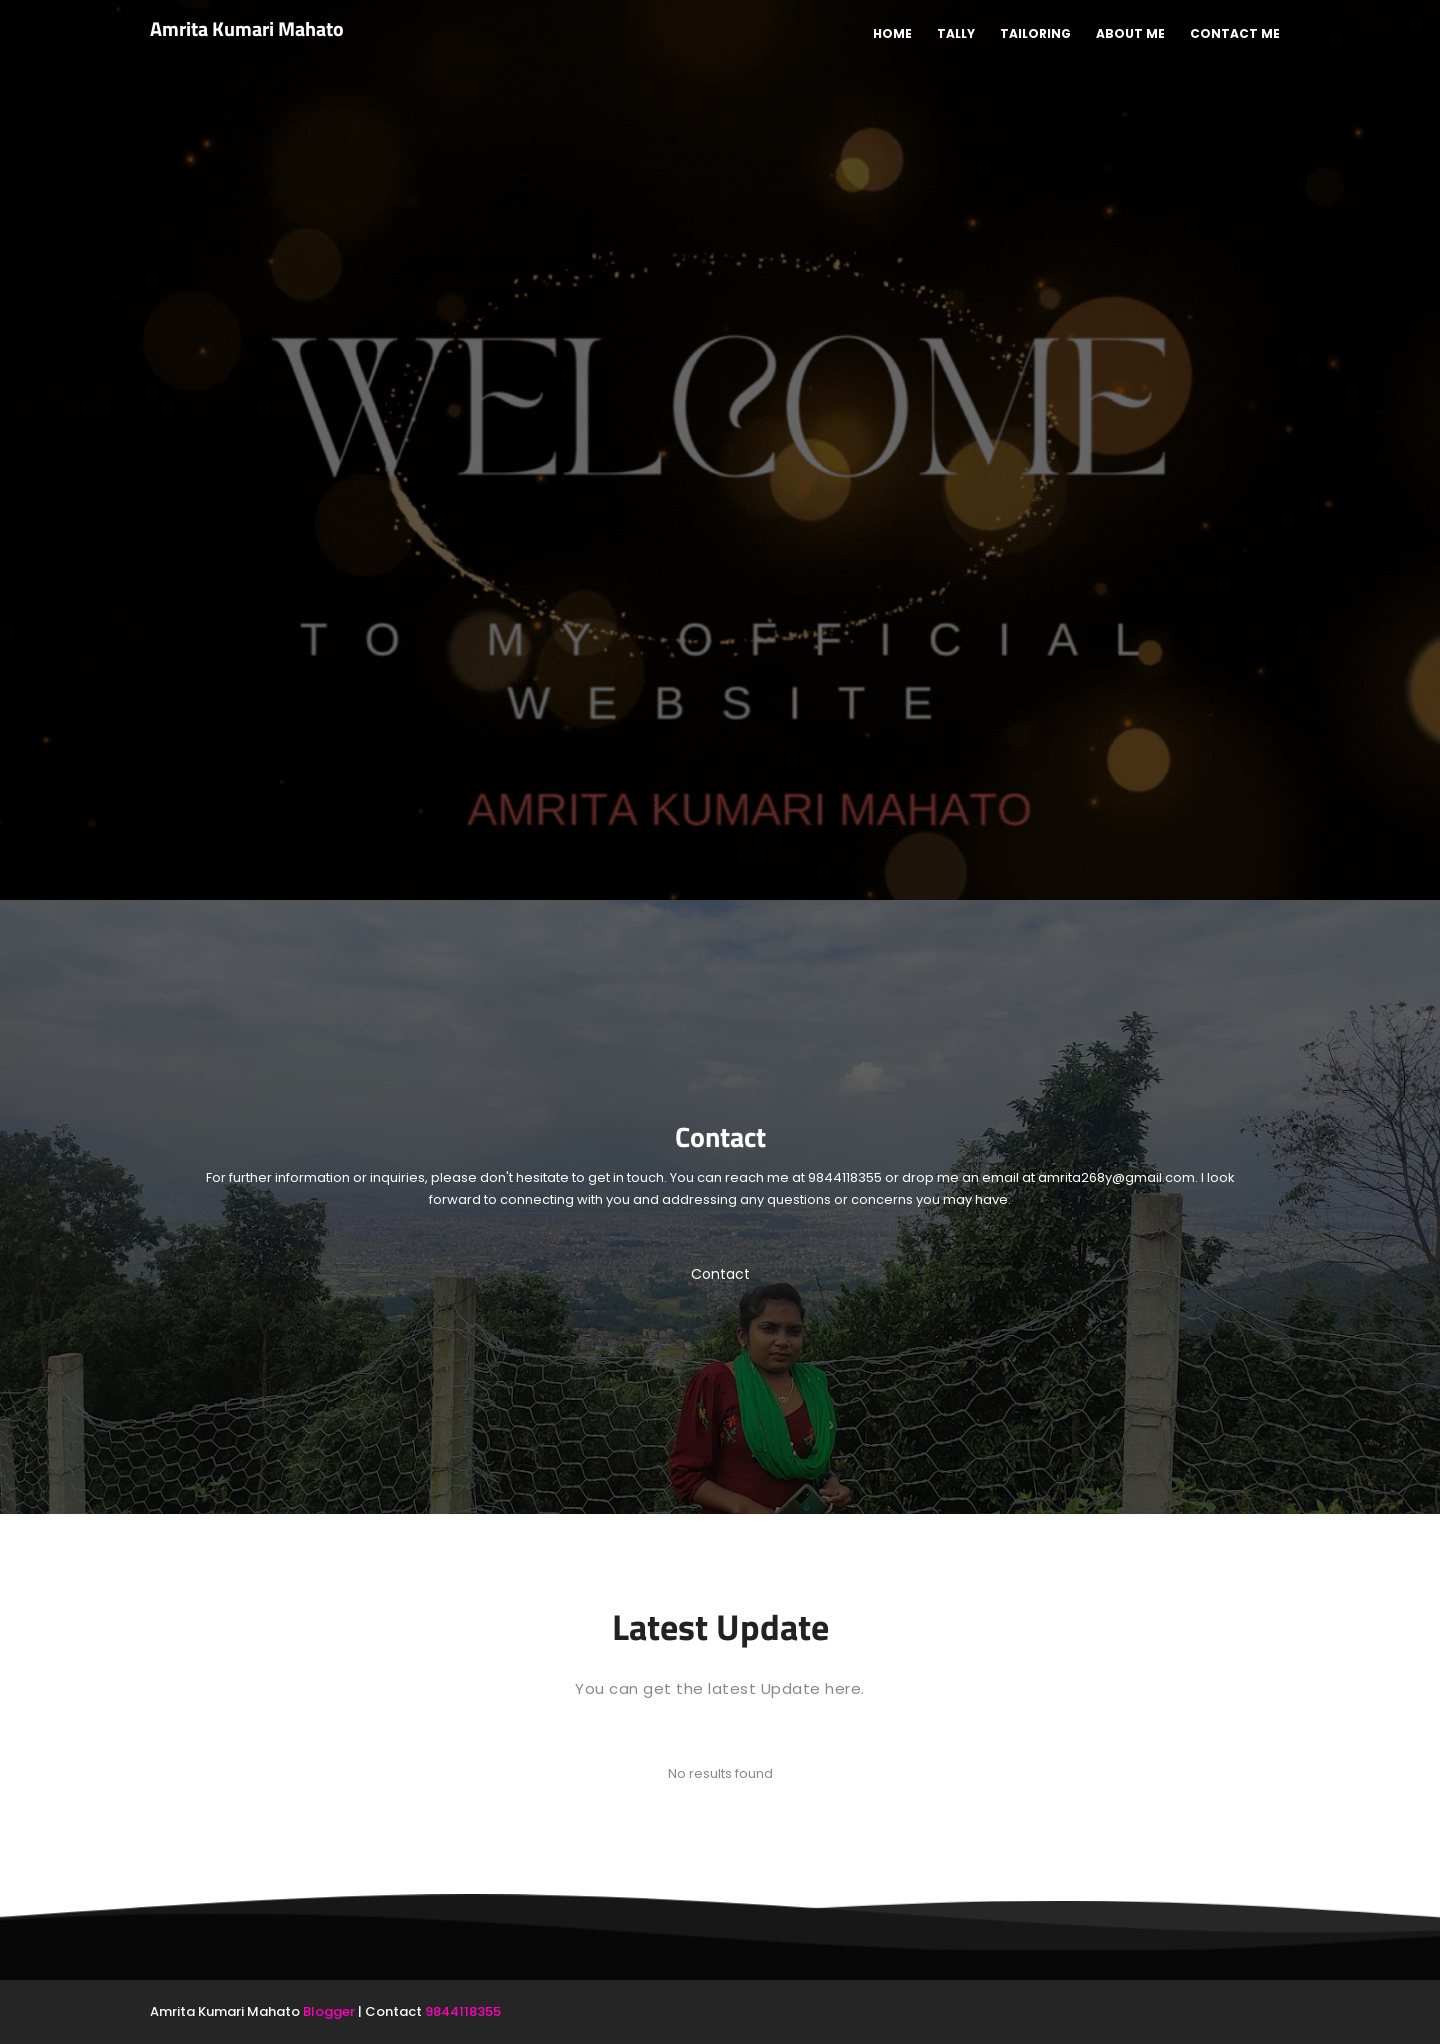 Amrita Kumari Mahato
HOME TALLY TAILORING ABOUT ME CONTACT ME
WELCOME
TO MY OFFICIAL
WEBSITE
AMRITA KUMARI MAHATO
Contact
For further information or inquiries, please don't hesitate to get in touch. You can reach me at 9844118355 or drop me an email at amrita268y@gmail.com. I look
forward to connecting with you and addressing any questions or concerns you may have.
Contact
Latest Update
You can get the latest Update here.
No results found
Amrita Kumari Mahato Blogger | Contact 9844118355